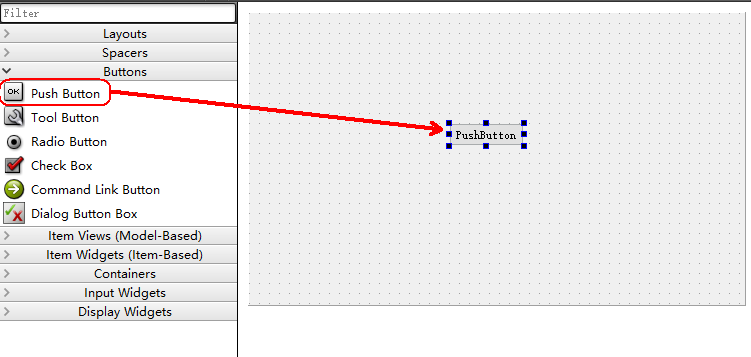 Filter
Layouts
Spacers
Buttons
OK Push Button
Tool Button
Radio Button
Check Box
Command Link Button
Dialog Button Box
Item Views (Model-Based)
Item Widgets (Item-Based)
Containers
Input Widgets
Display Widgets
PushButton